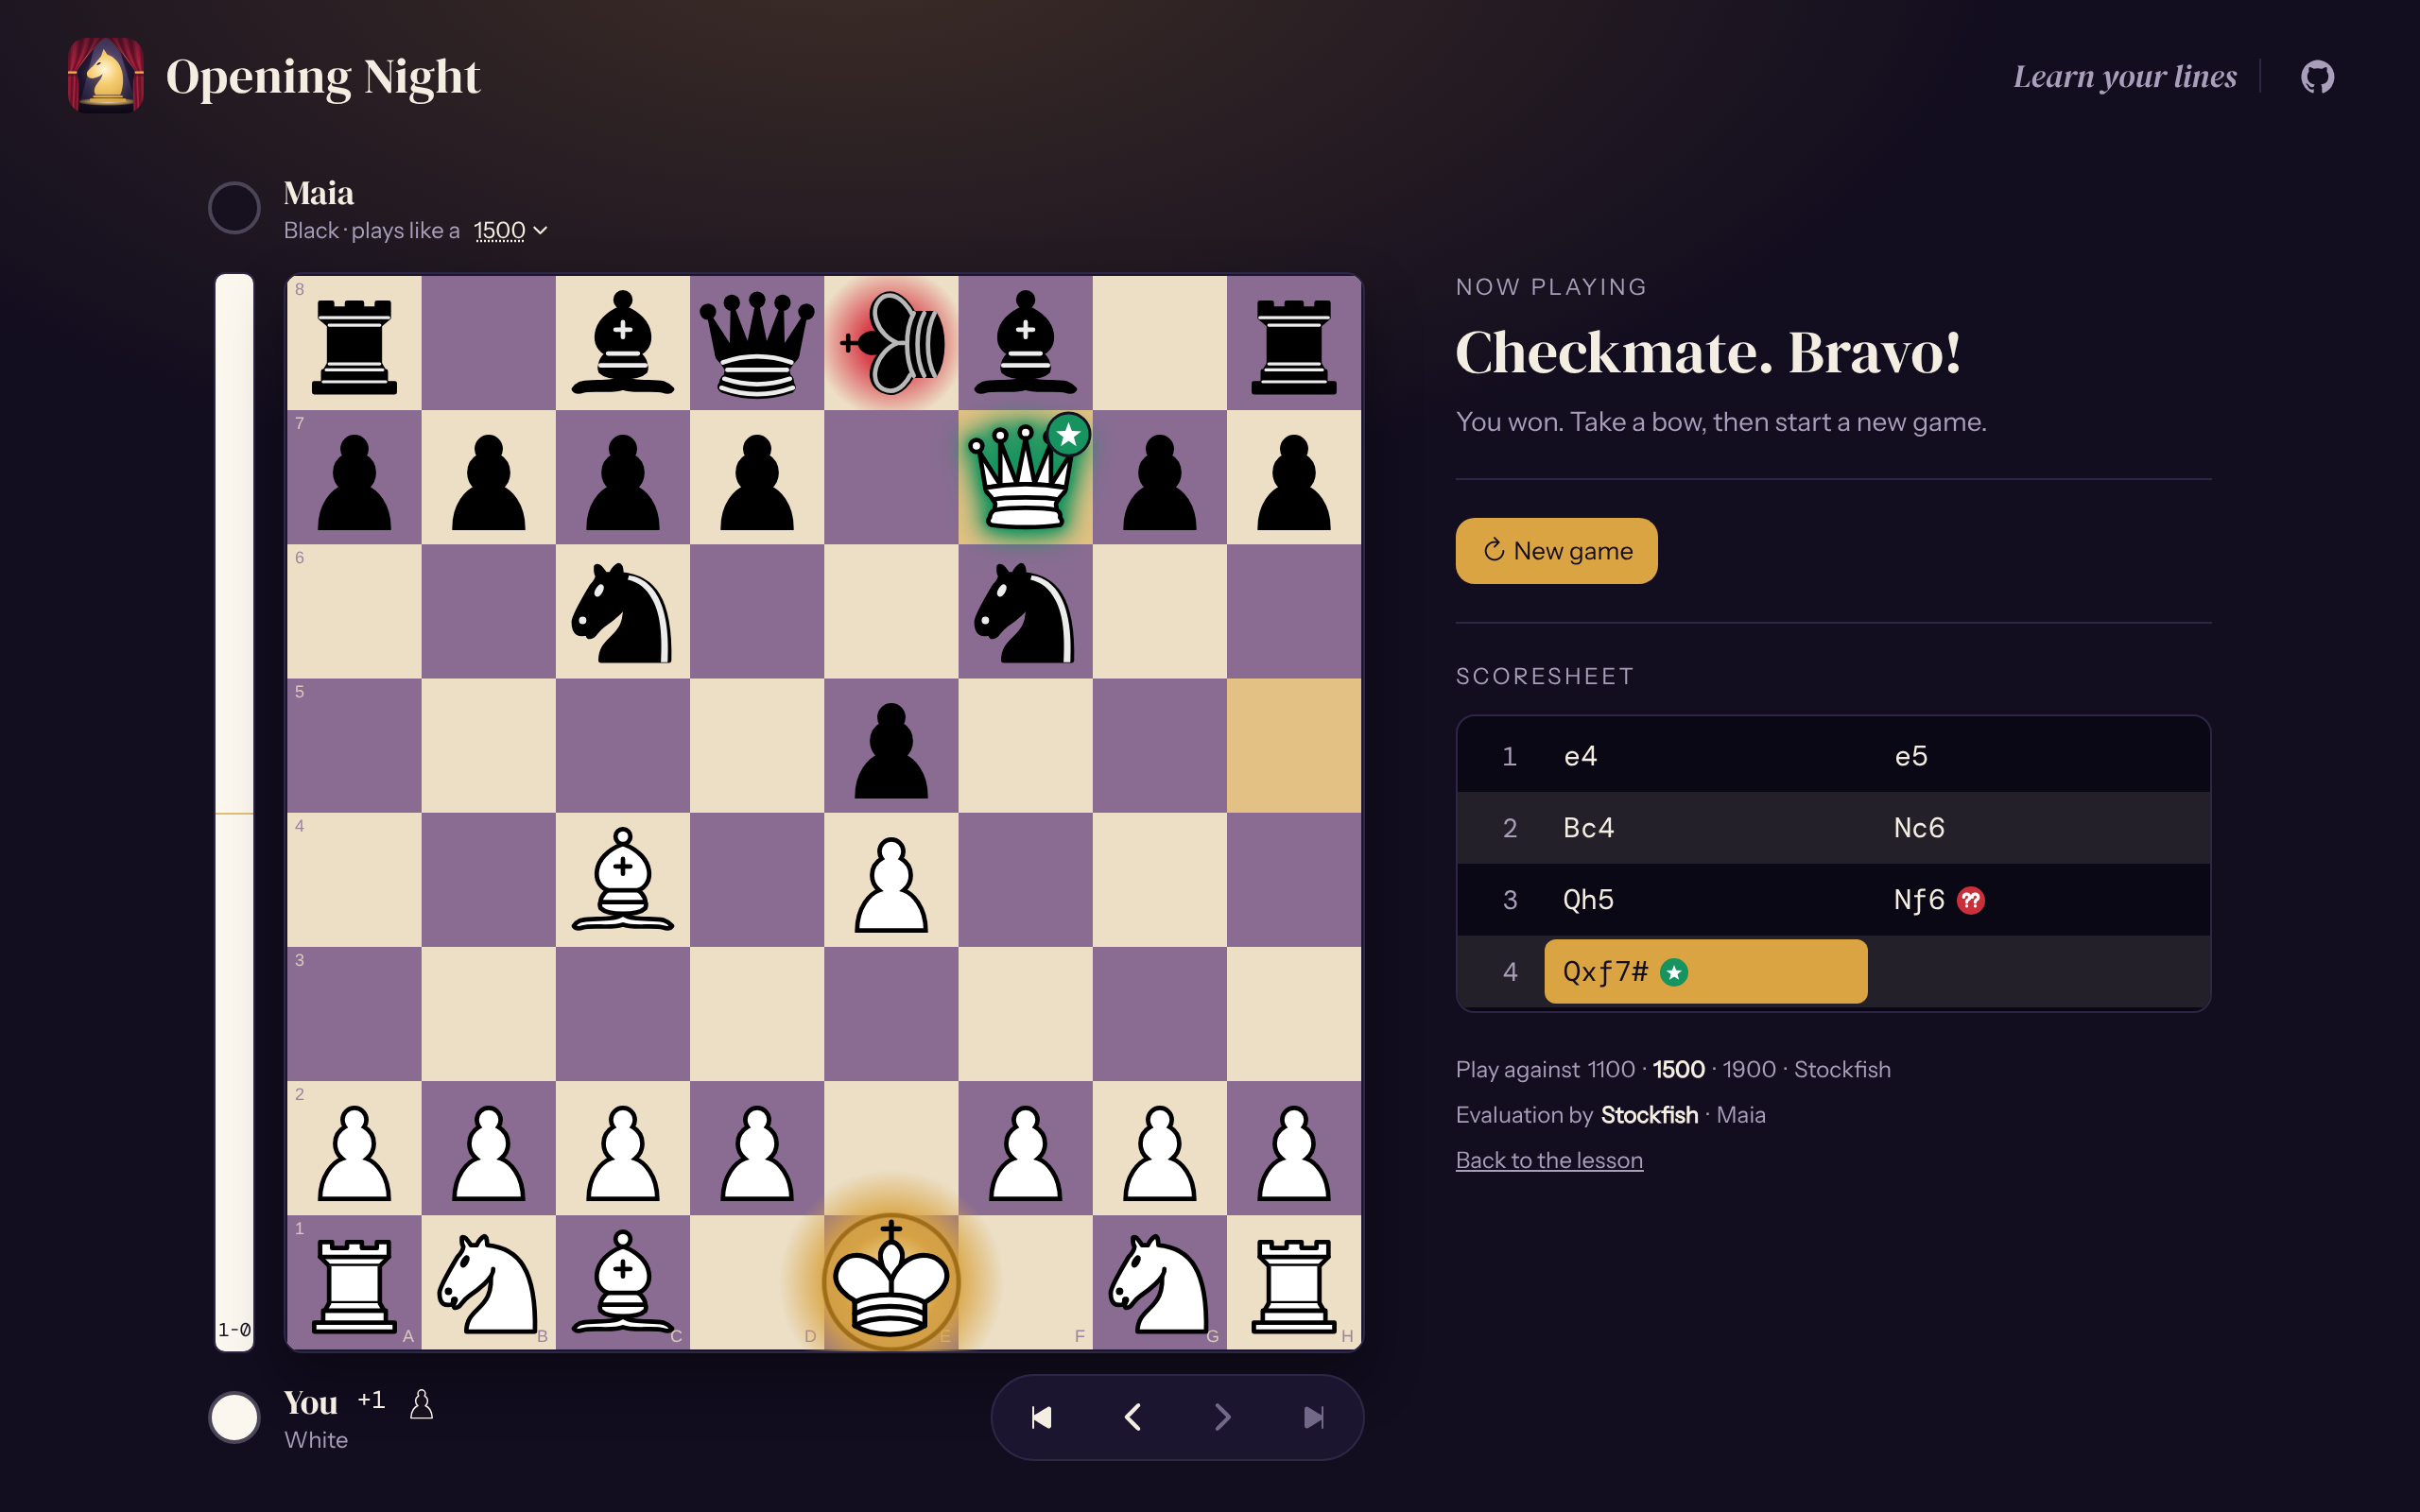 Opening Night
Learn your lines
Maia
Black · plays like a 1500
8
7
6
5
4
3
2
1
A B C D E F G H
1-0
You +1
White
NOW PLAYING
Checkmate. Bravo!
You won. Take a bow, then start a new game.
New game
SCORESHEET
1 e4 e5
2 Bc4 Nc6
3 Qh5 Nf6 ??
4 Qxf7#
Play against 1100 · 1500 · 1900 · Stockfish
Evaluation by Stockfish · Maia
Back to the lesson